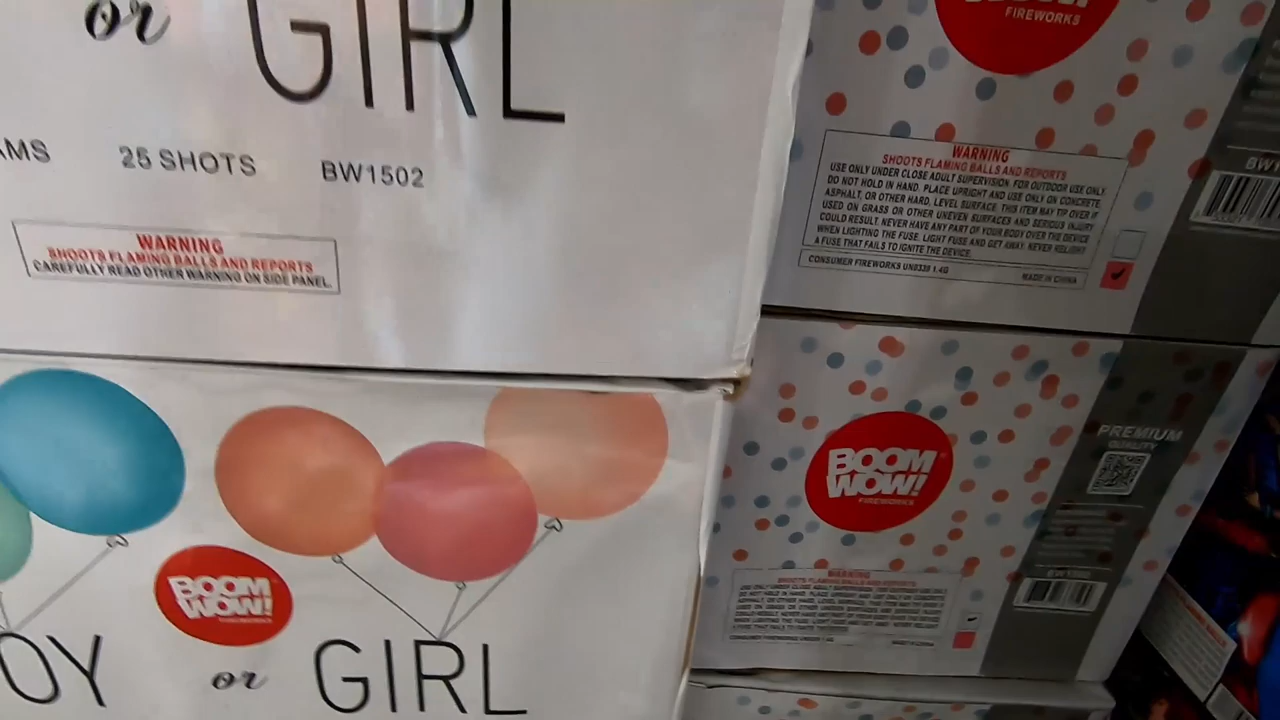 or GIRL
25 SHOTS BW1502
WARNING
SHOOTS FLAMING BALLS AND REPORTS
CAREFULLY READ OTHER WARNING ON SIDE PANEL.
BOOM
WOW!
FIREWORKS
or GIRL
FIREWORKS
WARNING
SHOOTS FLAMING BALLS AND REPORTS
USE ONLY UNDER CLOSE ADULT SUPERVISION. FOR OUTDOOR USE ONLY
DO NOT HOLD IN HAND. PLACE UPRIGHT AND USE ONLY ON CONCRETE,
ASPHALT, OR OTHER HARD, LEVEL SURFACE. THIS ITEM MAY TIP OVER IF
USED ON GRASS OR OTHER UNEVEN SURFACES AND SERIOUS INJURY
COULD RESULT. NEVER HAVE ANY PART OF YOUR BODY OVER THE DEVICE
WHEN LIGHTING THE FUSE. LIGHT FUSE AND GET AWAY. NEVER RELIGHT
A FUSE THAT FAILS TO IGNITE THE DEVICE.
CONSUMER FIREWORKS UN0336 1.4G MADE IN CHINA
BOOM
WOW!
FIREWORKS
PREMIUM
QUALITY
WARNING
SHOOTS FLAMING BALLS AND REPORTS